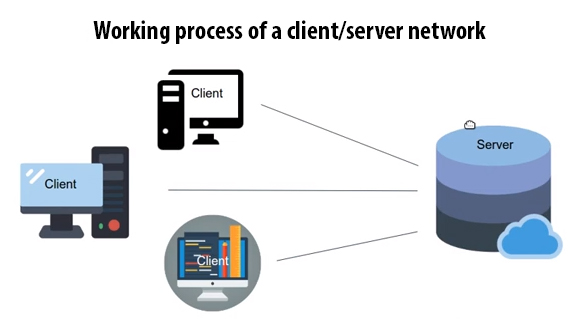 Working process of a client/server network
Client
Server
Client
Client